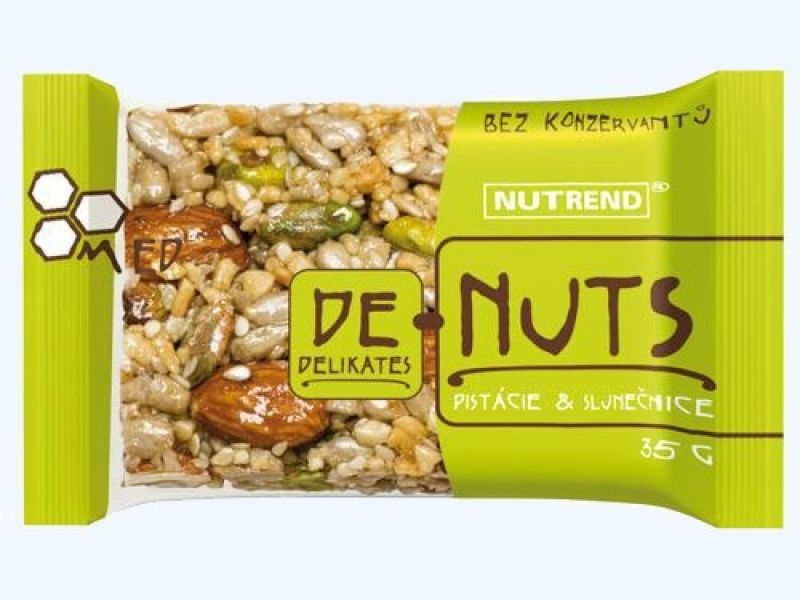 BEZ KONZERVANTŮ
NUTREND®
MED
DE-NUTS
DELIKATES
PISTÁCIE & SLUNEČNICE
35 G